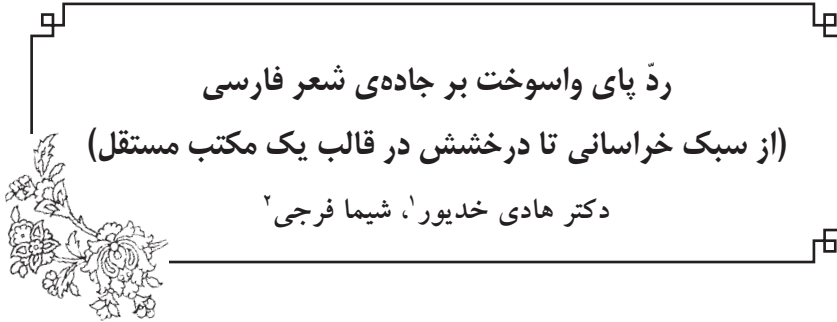 ردّ پای واسوخت بر جاده‌ی شعر فارسی
(از سبک خراسانی تا درخشش در قالب یک مکتب مستقل)
دکتر هادی خدیور۱، شیما فرجی۲